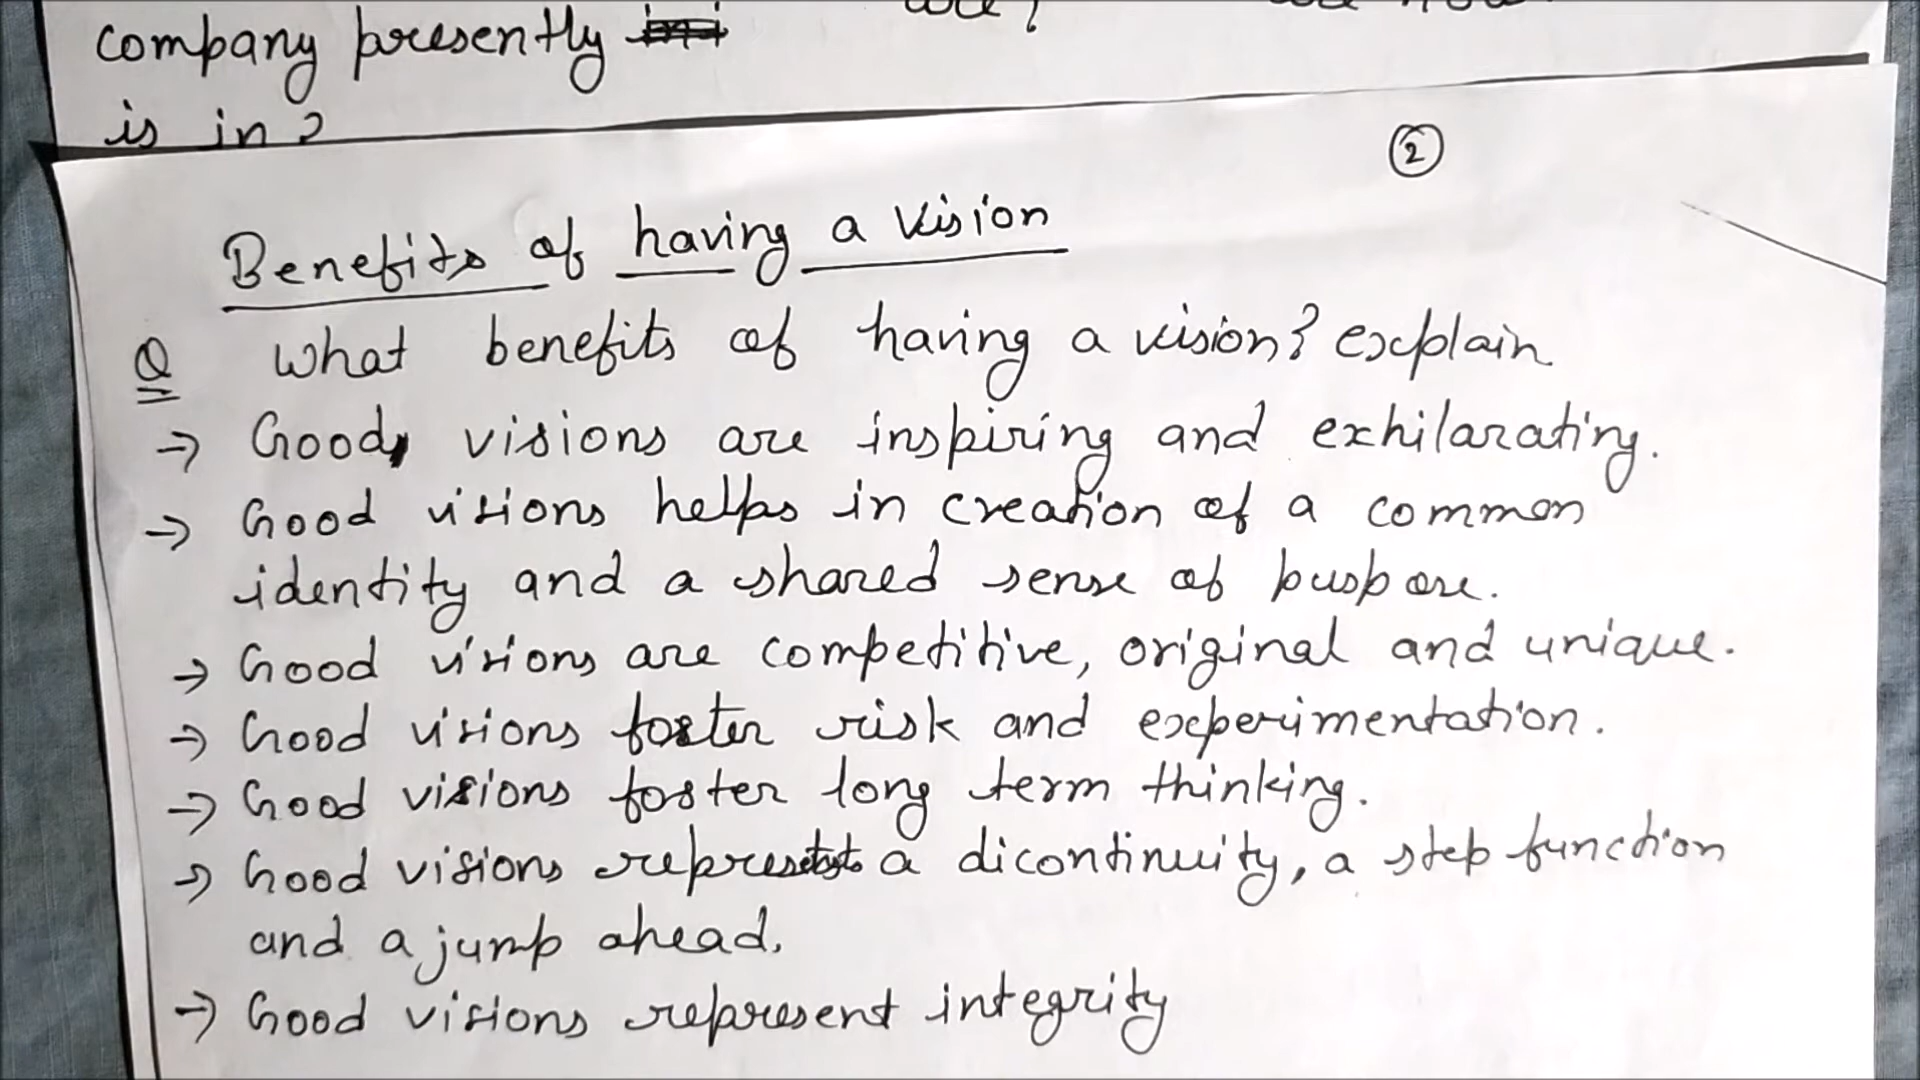 company presently
is in?
②
Benefits of having a vision
Q What benefits of having a vision? explain
→ Good visions are inspiring and exhilarating.
→ Good visions helps in creation of a common
identity and a shared sense of puspose.
→ Good visions are competitive, original and unique.
→ Good visions foster risk and experimentation.
→ Good visions foster long term thinking.
→ Good visions represents a dicontinuity, a step function
and a jump ahead.
→ Good visions represent integrity